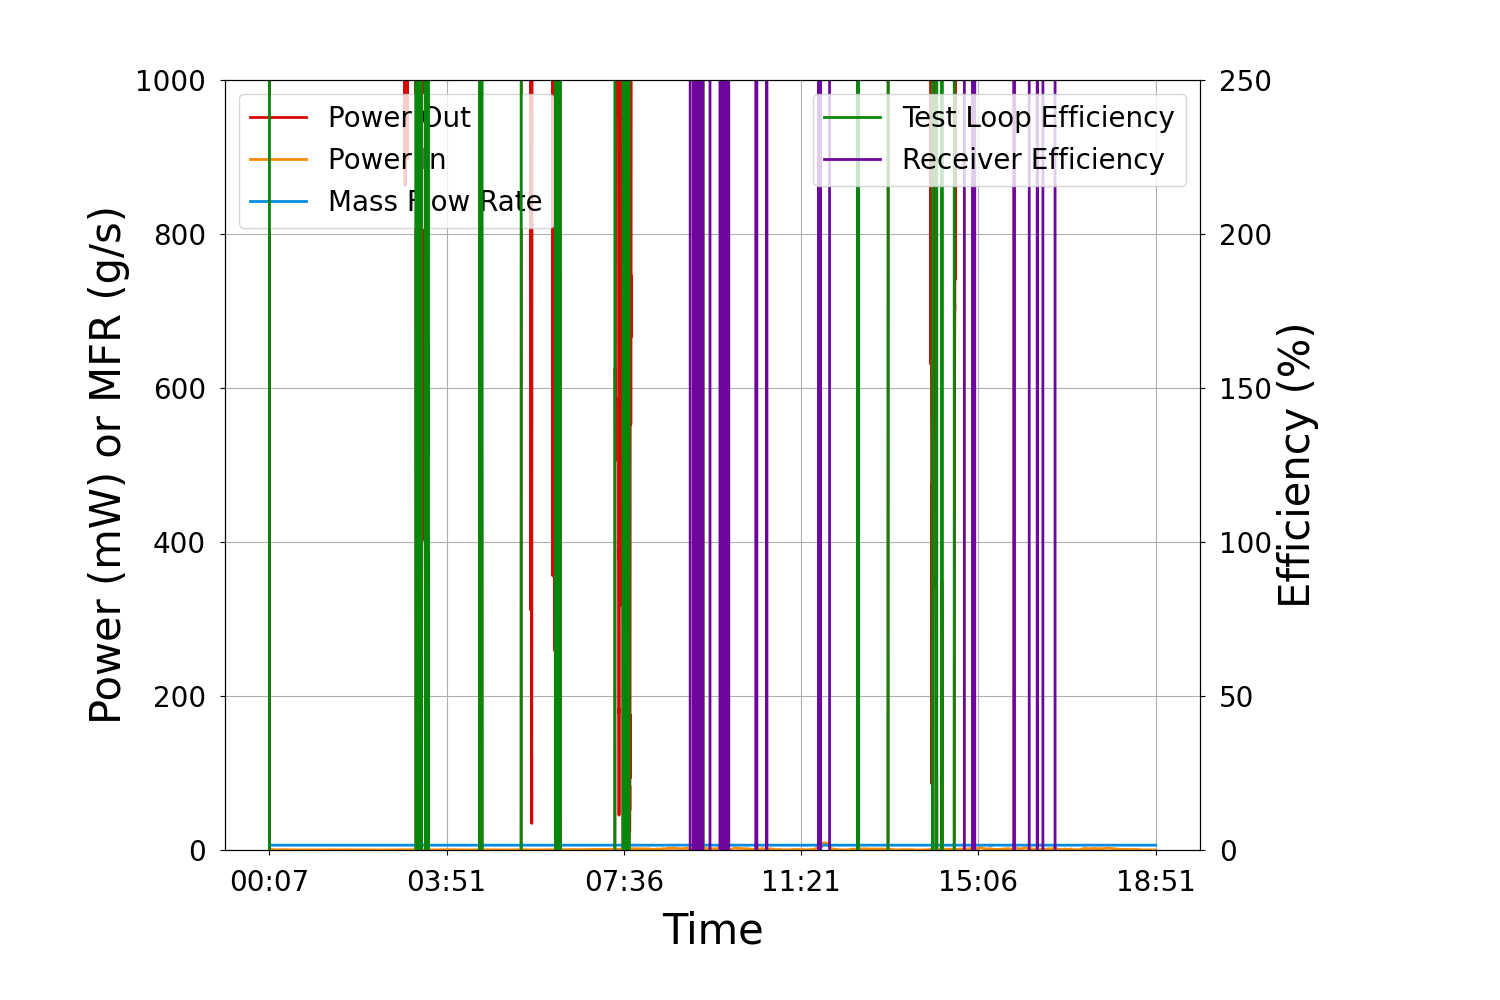 1000
800
600
400
200
0
Power (mW) or MFR (g/s)
Power Out
Power In
Mass Flow Rate
Test Loop Efficiency
Receiver Efficiency
250
200
150
100
50
0
Efficiency (%)
00:07 03:51 07:36 11:21 15:06 18:51
Time